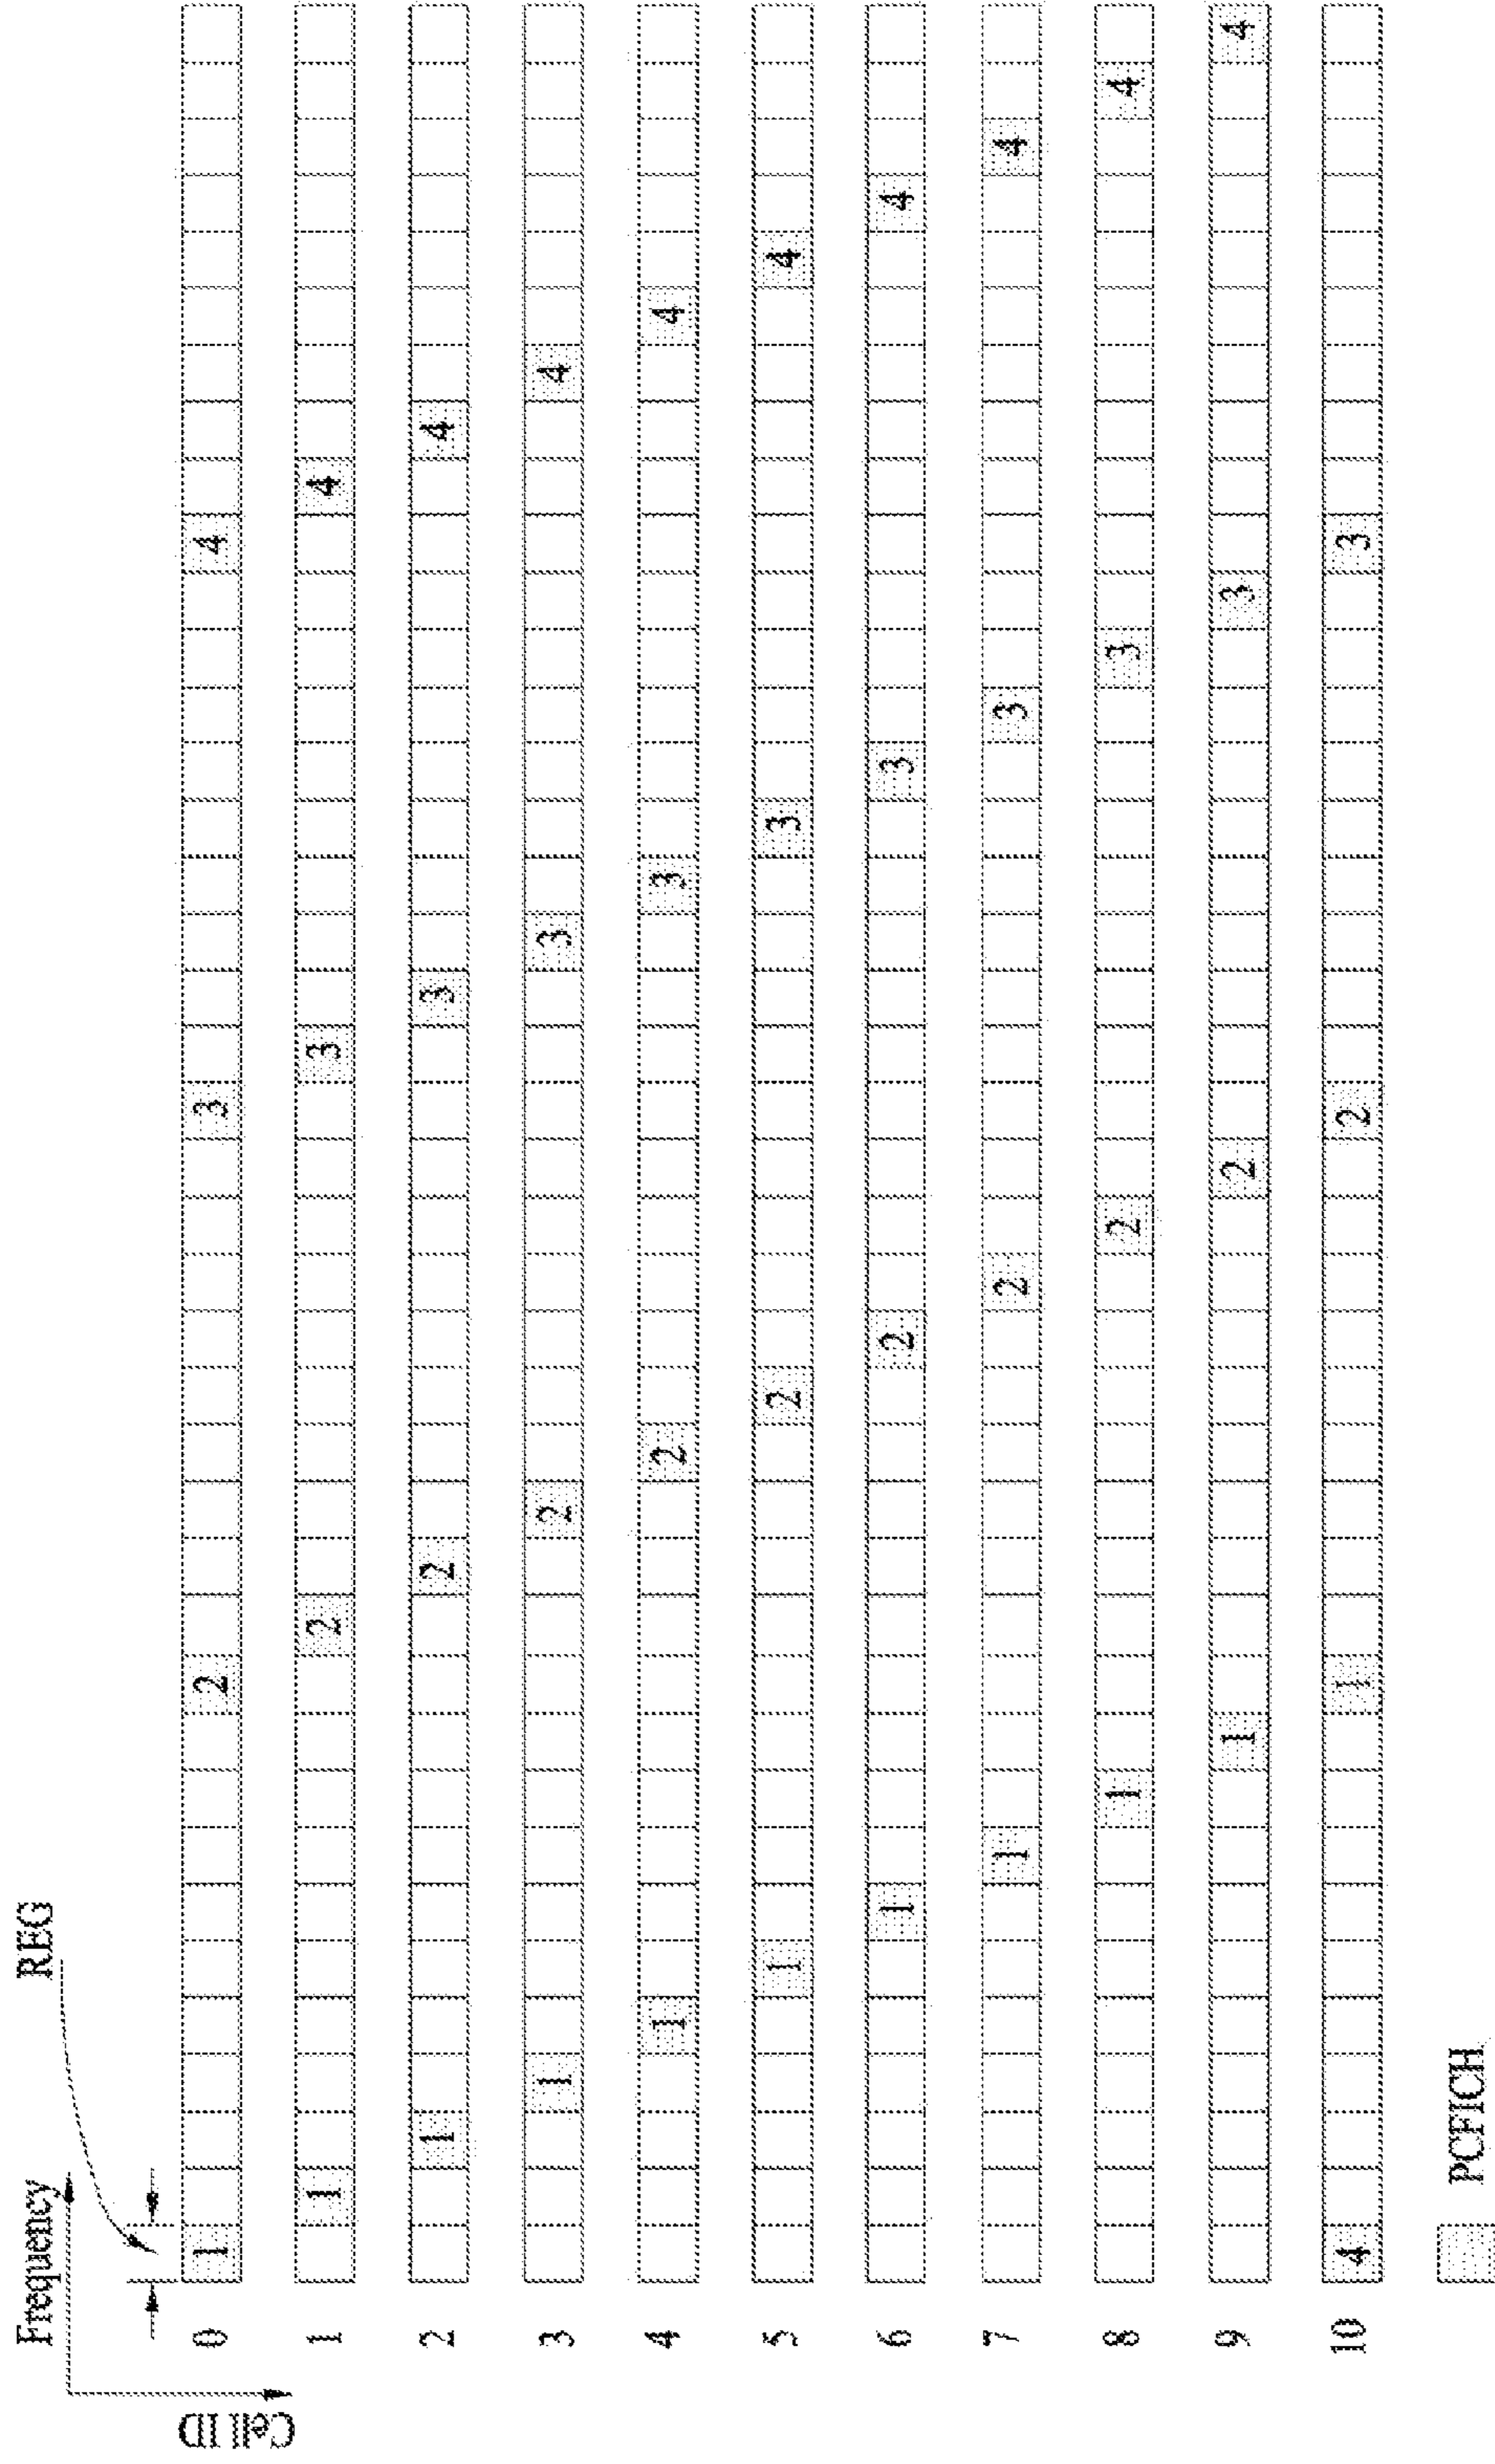 Frequency
REG
Cell ID
0 1 2 3 4
1 1 2 3 4
2 1 2 3 4
3 1 2 3 4
4 1 2 3 4
5 1 2 3 4
6 1 2 3 4
7 1 2 3 4
8 1 2 3 4
9 1 2 3 4
10 4 1 2 3
PCFICH